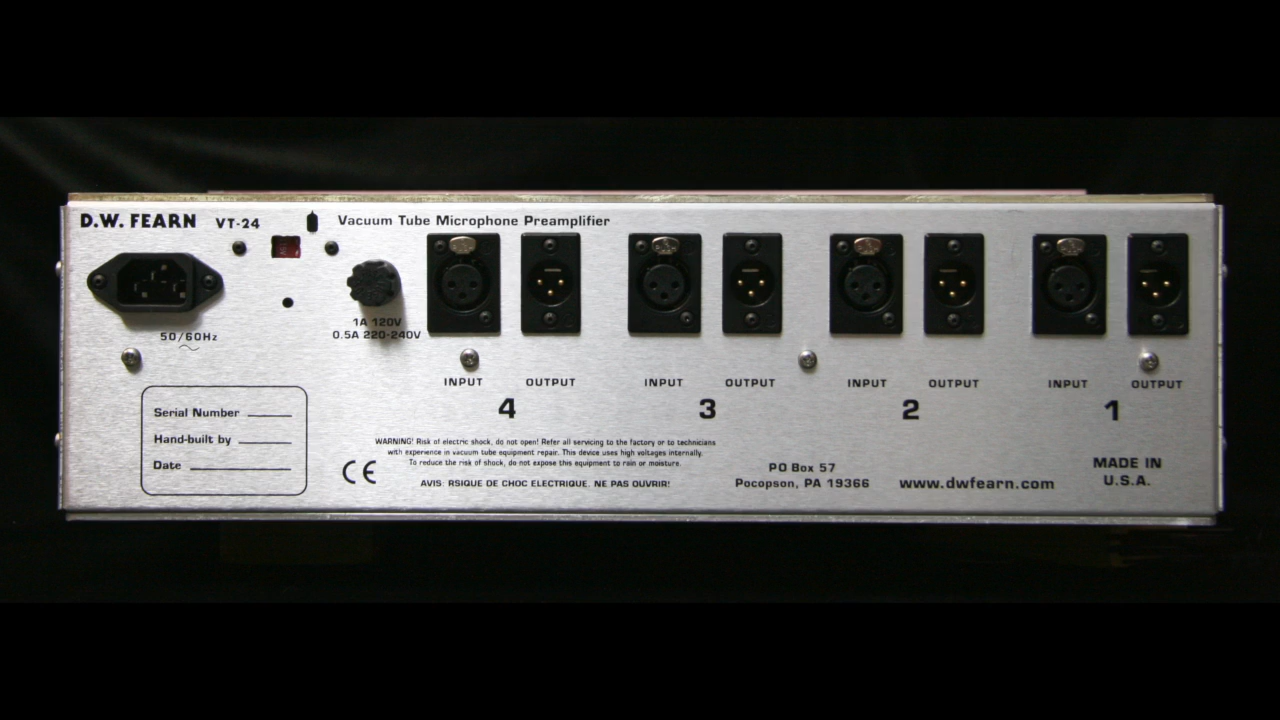 D.W. FEARN VT-24 Vacuum Tube Microphone Preamplifier
50/60Hz
1A 120V
0.5A 220-240V
INPUT OUTPUT INPUT OUTPUT INPUT OUTPUT INPUT OUTPUT
4 3 2 1
Serial Number
Hand-built by
Date
CE
WARNING! Risk of electric shock, do not open! Refer all servicing to the factory or to technicians
with experience in vacuum tube equipment repair. This device uses high voltages internally.
To reduce the risk of shock, do not expose this equipment to rain or moisture.
AVIS: RSIQUE DE CHOC ELECTRIQUE. NE PAS OUVRIR!
PO Box 57
Pocopson, PA 19366
www.dwfearn.com
MADE IN
U.S.A.